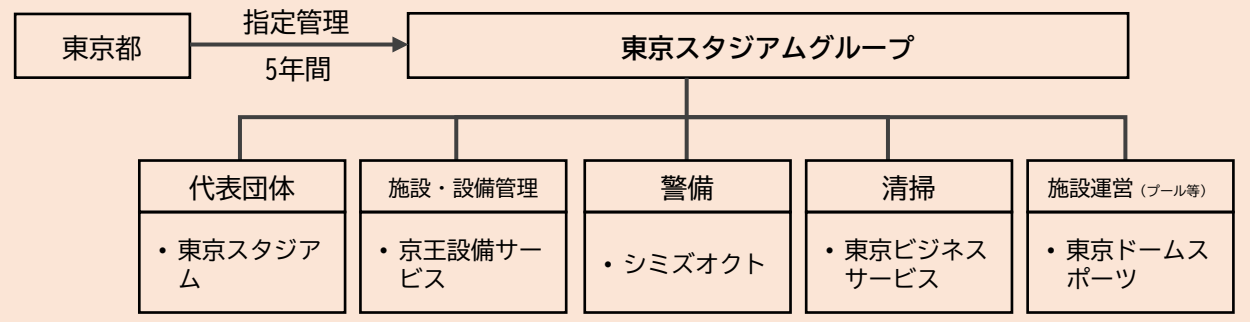 東京都
指定管理
5年間
東京スタジアムグループ
代表団体
・東京スタジア
ム
施設・設備管理
・京王設備サー
ビス
警備
・シミズオクト
清掃
・東京ビジネス
サービス
施設運営（プール等）
・東京ドームス
ポーツ